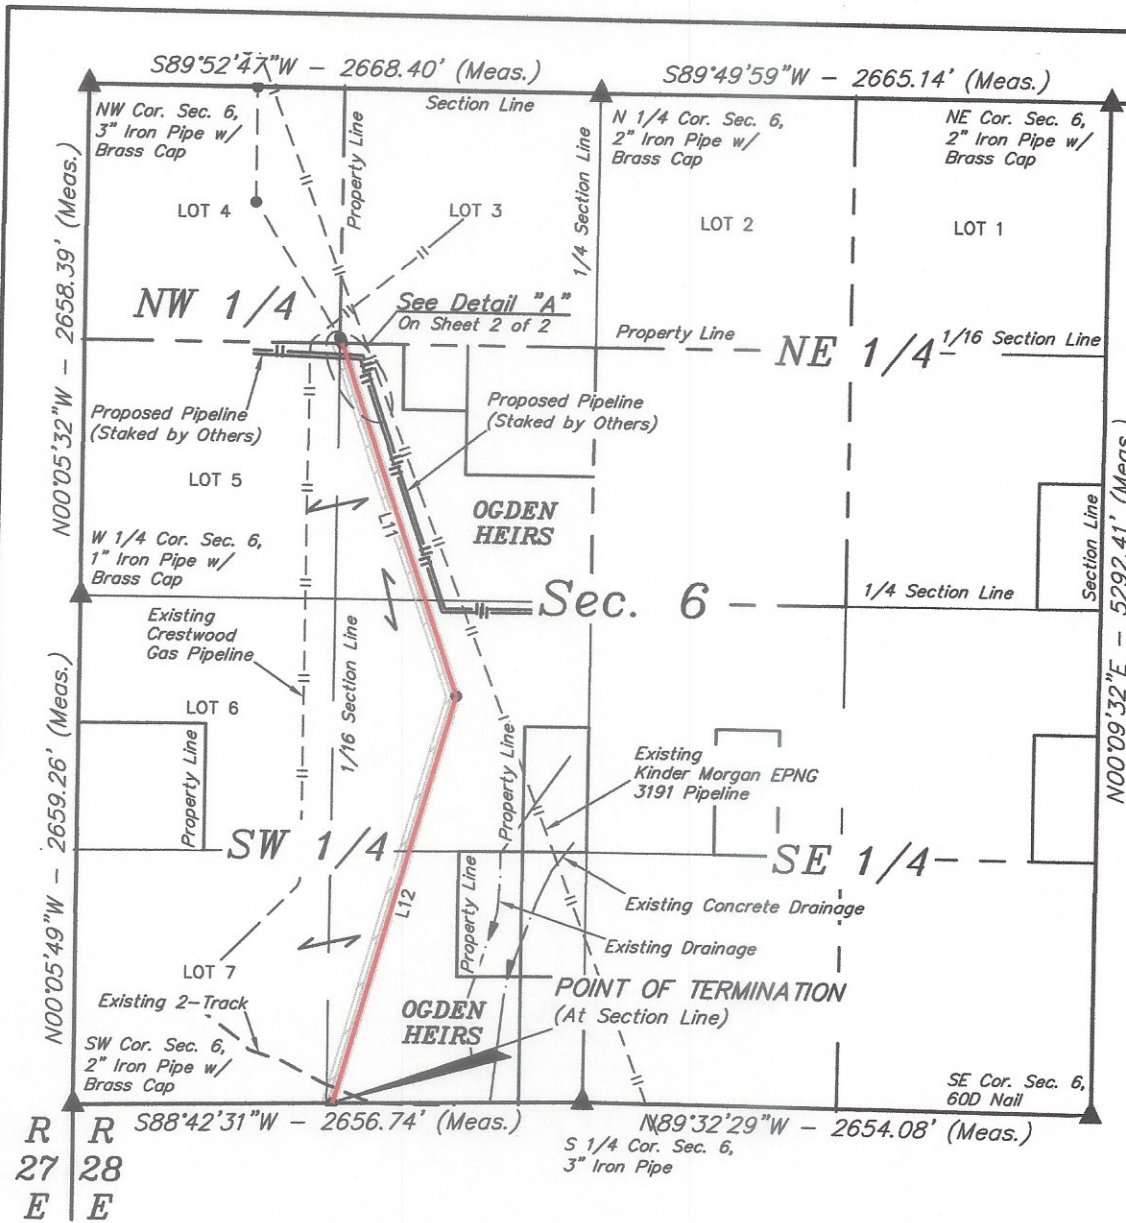 S89°52'47"W - 2668.40' (Meas.)
S89°49'59"W - 2665.14' (Meas.)
Section Line
NW Cor. Sec. 6,
3" Iron Pipe w/
Brass Cap
Property Line
N 1/4 Cor. Sec. 6,
2" Iron Pipe w/
Brass Cap
NE Cor. Sec. 6,
2" Iron Pipe w/
Brass Cap
1/4 Section Line
N00°05'32"W - 2658.39' (Meas.)
LOT 4
LOT 3
LOT 2
LOT 1
NW 1/4
See Detail "A"
On Sheet 2 of 2
Property Line
NE 1/4
1/16 Section Line
Proposed Pipeline
(Staked by Others)
Proposed Pipeline
(Staked by Others)
LOT 5
L11
OGDEN
HEIRS
W 1/4 Cor. Sec. 6,
1" Iron Pipe w/
Brass Cap
Section Line
N00°09'32"E - 5292.41' (Meas.)
Sec. 6
1/4 Section Line
Existing
Crestwood
Gas Pipeline
1/16 Section Line
LOT 6
N00°05'49"W - 2659.26' (Meas.)
Property Line
Property Line
Existing
Kinder Morgan EPNG
3191 Pipeline
SW 1/4
SE 1/4
L12
Property Line
Existing Concrete Drainage
Existing Drainage
LOT 7
POINT OF TERMINATION
(At Section Line)
Existing 2-Track
OGDEN
HEIRS
SW Cor. Sec. 6,
2" Iron Pipe w/
Brass Cap
SE Cor. Sec. 6,
60D Nail
S88°42'31"W - 2656.74' (Meas.)
N89°32'29"W - 2654.08' (Meas.)
S 1/4 Cor. Sec. 6,
3" Iron Pipe
R R
27 28
E E